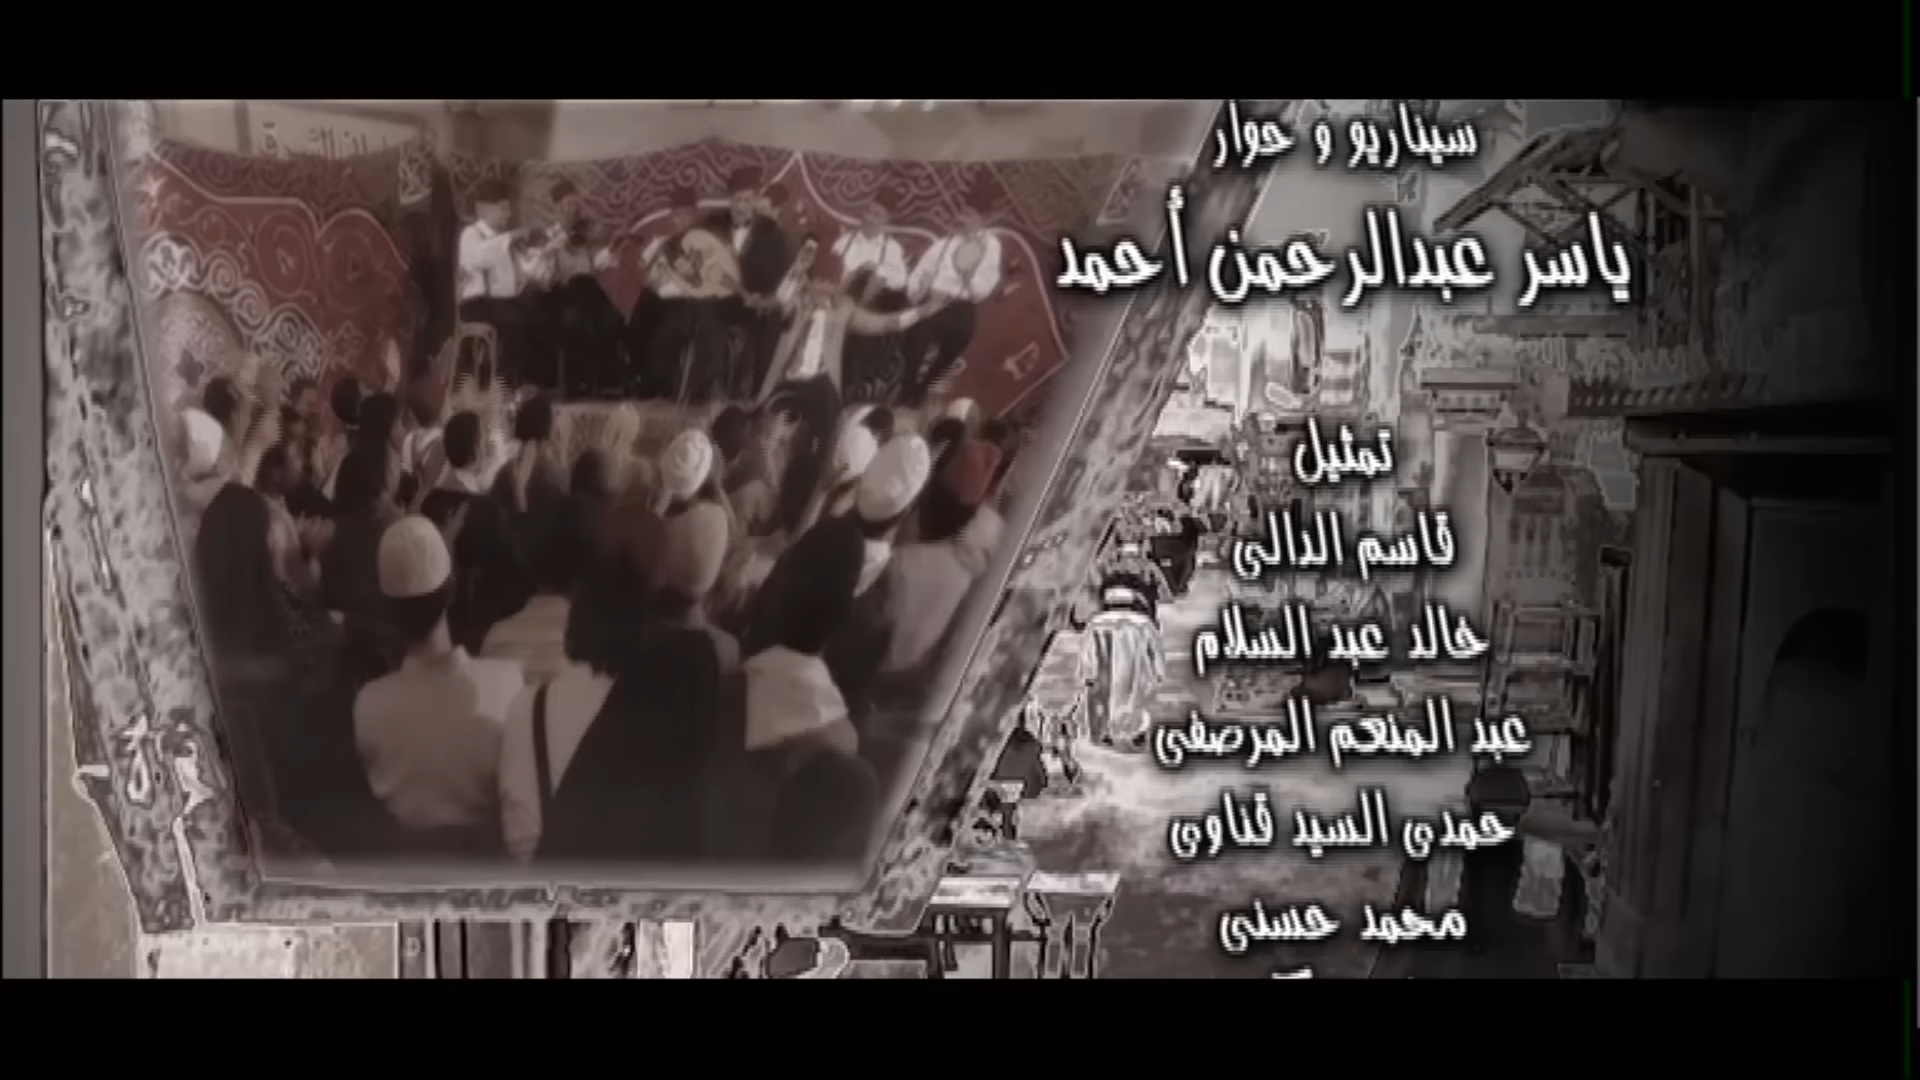 سيناريو و حوار
ياسر عبدالرحمن أحمد
تمثيل
قاسم الدالى
خالد عبد السلام
عبد المنعم المرصفى
حمدى السيد قناوى
محمد حسنى